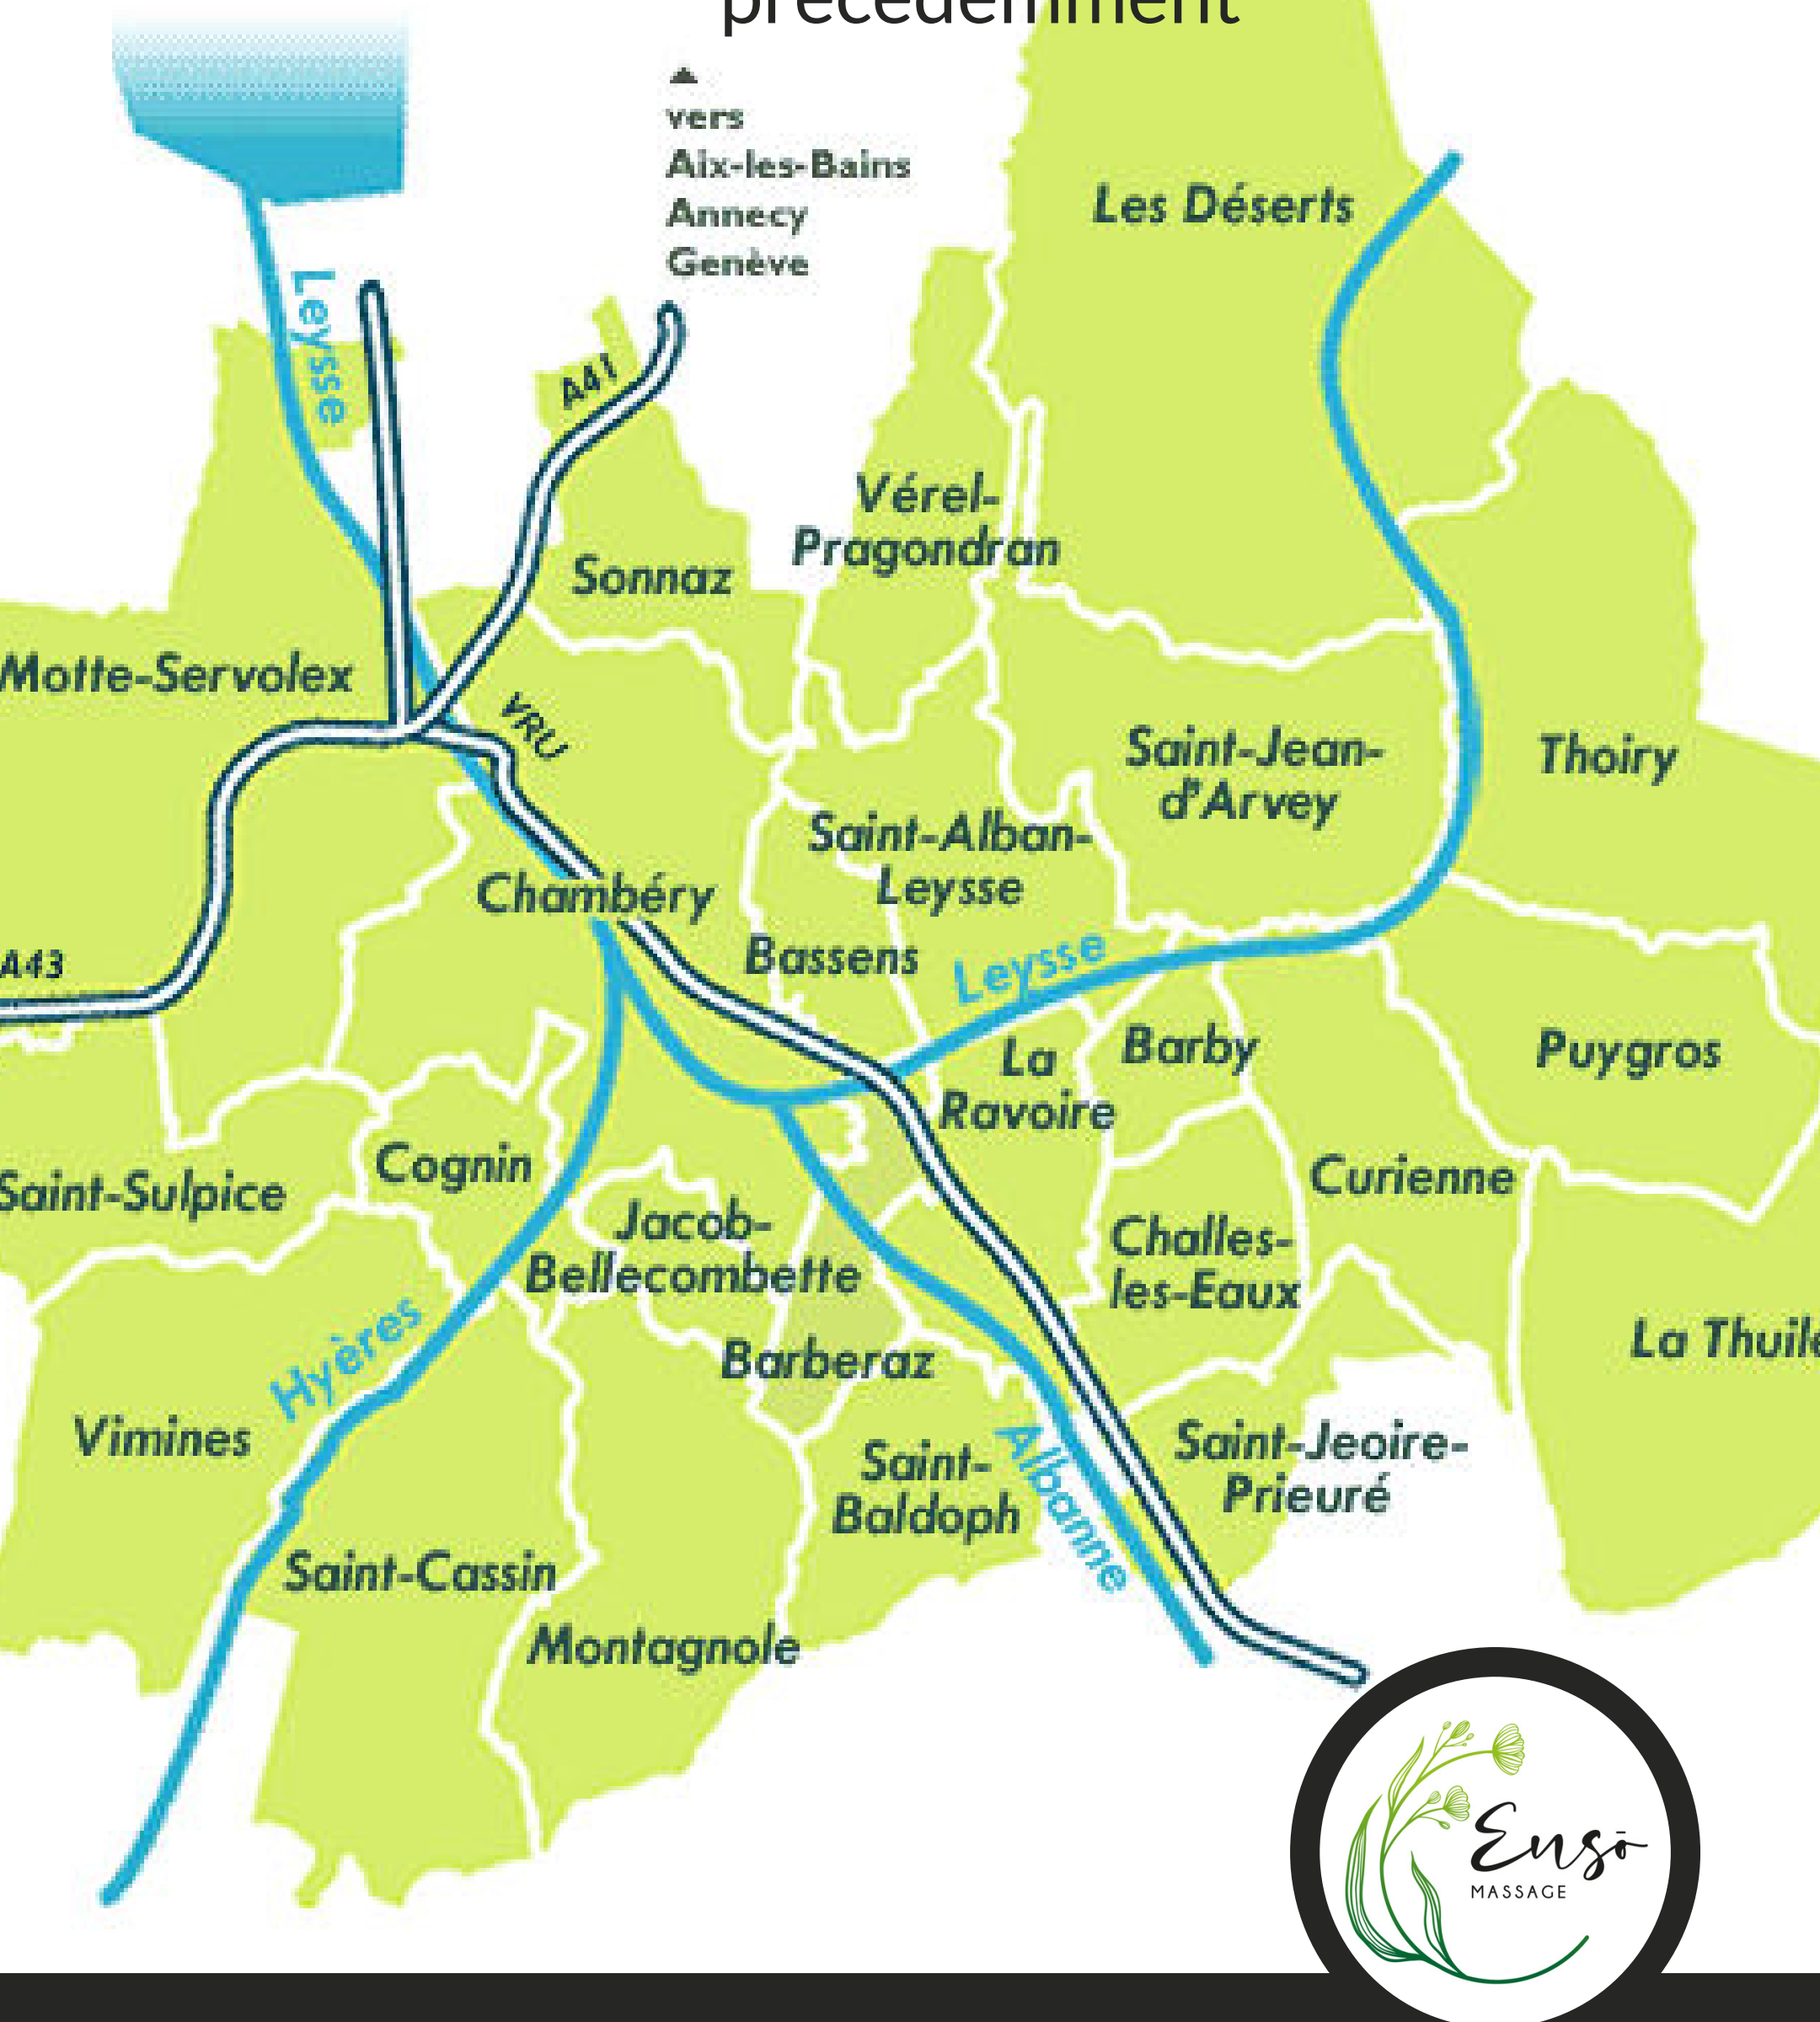 précédemment
vers
Aix-les-Bains
Annecy
Genève
Les Déserts
Leysse
A41
Vérel-
Pragondran
Sonnaz
Motte-Servolex
VRU
Saint-Jean-
d'Arvey
Thoiry
Saint-Alban-
Leysse
Chambéry
Bassens
Leysse
A43
La
Ravoire
Barby
Puygros
Cognin
Saint-Sulpice
Curienne
Jacob-
Bellecombette
Challes-
les-Eaux
Hyères
Barberaz
La Thuile
Vimines
Saint-
Baldoph
Albanne
Saint-Jeoire-
Prieuré
Saint-Cassin
Montagnole
Ensō
MASSAGE